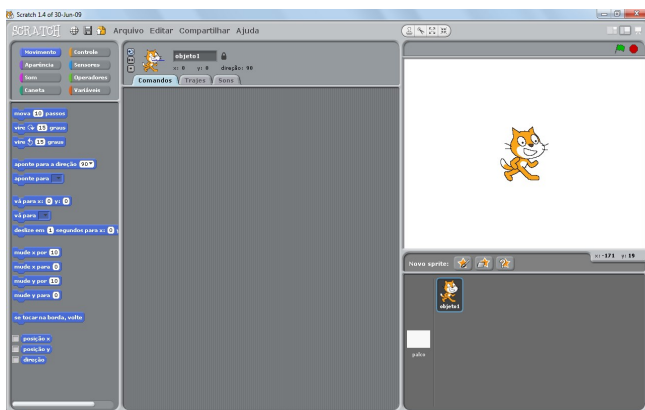 Scratch 1.4 of 30-Jun-09
SCRATCH Arquivo Editar Compartilhar Ajuda
Movimento Controle
Aparência Sensores
Som Operadores
Caneta Variáveis
objeto1
x: 0 y: 0 direção: 90
Comandos Trajes Sons
mova 10 passos
vire 15 graus
vire 15 graus
aponte para a direção 90
aponte para
vá para x: 0 y: 0
vá para
deslize em 1 segundos para x: 0 y
mude x por 10
mude x para 0
mude y por 10
mude y para 0
se tocar na borda, volte
posição x
posição y
direção
x: -171 y: 19
Novo sprite:
objeto1
palco